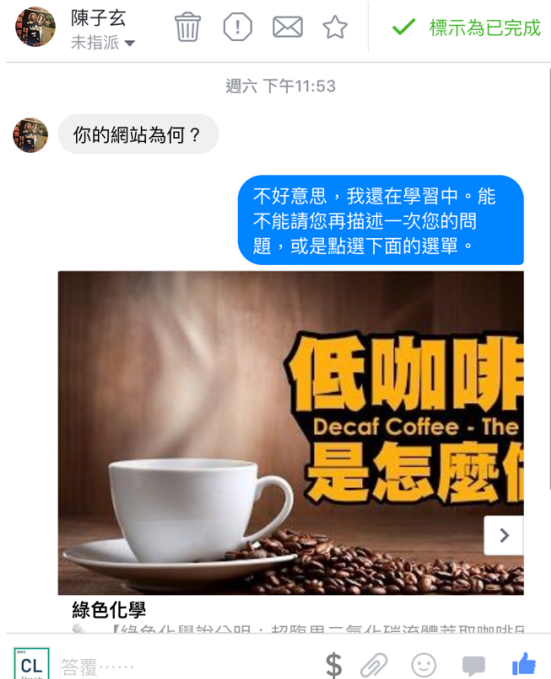 陳子玄
未指派
標示為已完成
週六 下午11:53
你的網站為何？
不好意思，我還在學習中。能
不能請您再描述一次您的問
題，或是點選下面的選單。
低咖啡
Decaf Coffee - The
是怎麼
綠色化學
CL
答覆……